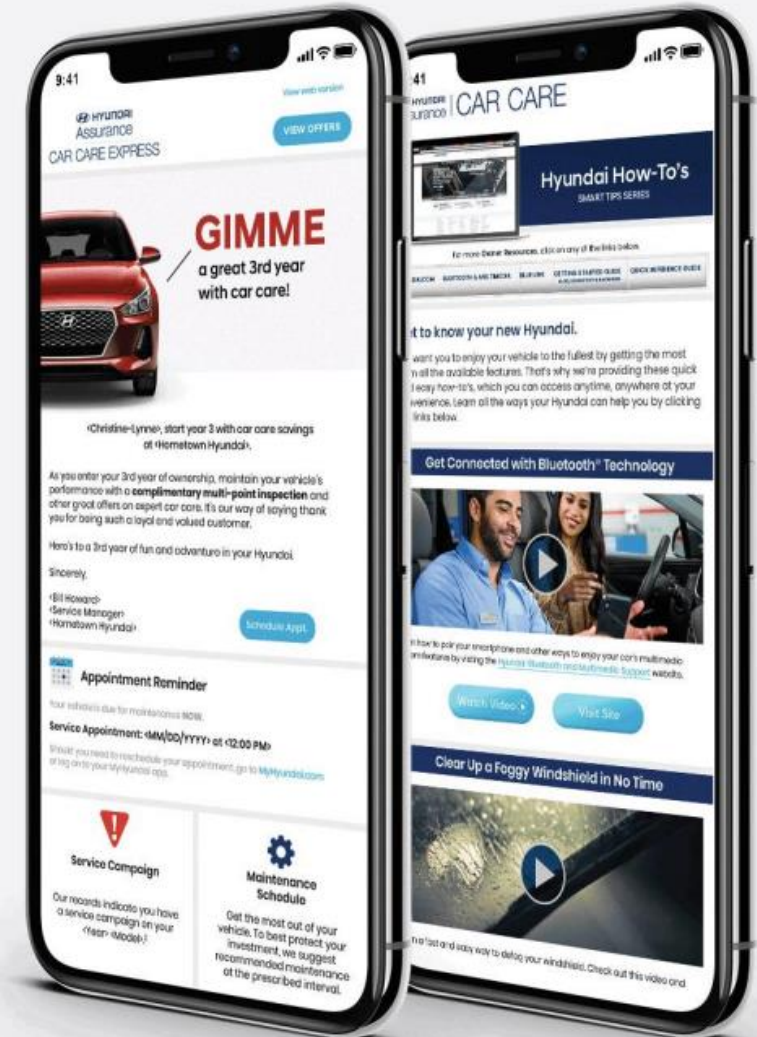 9:41
View web version
HYUNDAI
Assurance
CAR CARE EXPRESS
VIEW OFFERS
GIMME
a great 3rd year
with car care!
<Christine-Lynne>, start year 3 with car care savings
at <Hometown Hyundai>.
As you enter your 3rd year of ownership, maintain your vehicle's
performance with a complimentary multi-point inspection and
other great offers on expert car care. It's our way of saying thank
you for being such a loyal and valued customer.
Here's to a 3rd year of fun and adventure in your Hyundai.
Sincerely,
<Bill Howard>
<Service Manager>
<Hometown Hyundai>
Schedule Appt.
Appointment Reminder
Your vehicle is due for maintenance NOW.
Service Appointment: <MM/DD/YYYY> at <12:00 PM>
Should you need to reschedule your appointment, go to MyHyundai.com
or log on to your MyHyundai app.
Service Campaign
Our records indicate you have
a service campaign on your
<Year> <Model>.
Maintenance
Schedule
Get the most out of your
vehicle. To best protect your
investment, we suggest
recommended maintenance
at the prescribed interval.
:41
HYUNDAI
surance | CAR CARE
Hyundai How-To's
SMART TIPS SERIES
For more Owner Resources, click on any of the links below.
BLUETOOTH & MULTIMEDIA BLUE LINK GETTING STARTED GUIDE QUICK REFERENCE GUIDE
t to know your new Hyundai.
want you to enjoy your vehicle to the fullest by getting the most
m all the available features. That's why we're providing these quick
easy how-to's, which you can access anytime, anywhere at your
venience. Learn all the ways your Hyundai can help you by clicking
links below.
Get Connected with Bluetooth® Technology
n how to pair your smartphone and other ways to enjoy your car's multimedia
features by visiting the Hyundai Bluetooth and Multimedia Support website.
Watch Video
Visit Site
Clear Up a Foggy Windshield in No Time
n a fast and easy way to defog your windshield. Check out this video and